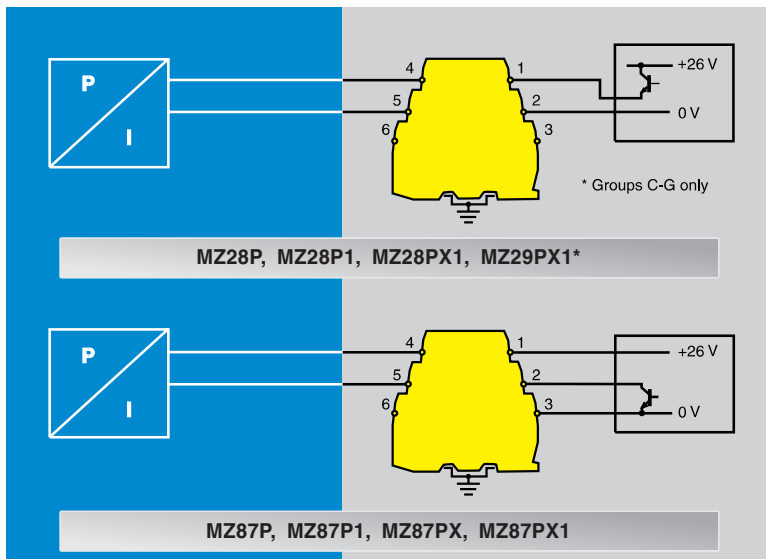 P
I
4
5
6
1
2
3
+26 V
0 V
* Groups C-G only
MZ28P, MZ28P1, MZ28PX1, MZ29PX1*
P
I
4
5
6
1
2
3
+26 V
0 V
MZ87P, MZ87P1, MZ87PX, MZ87PX1